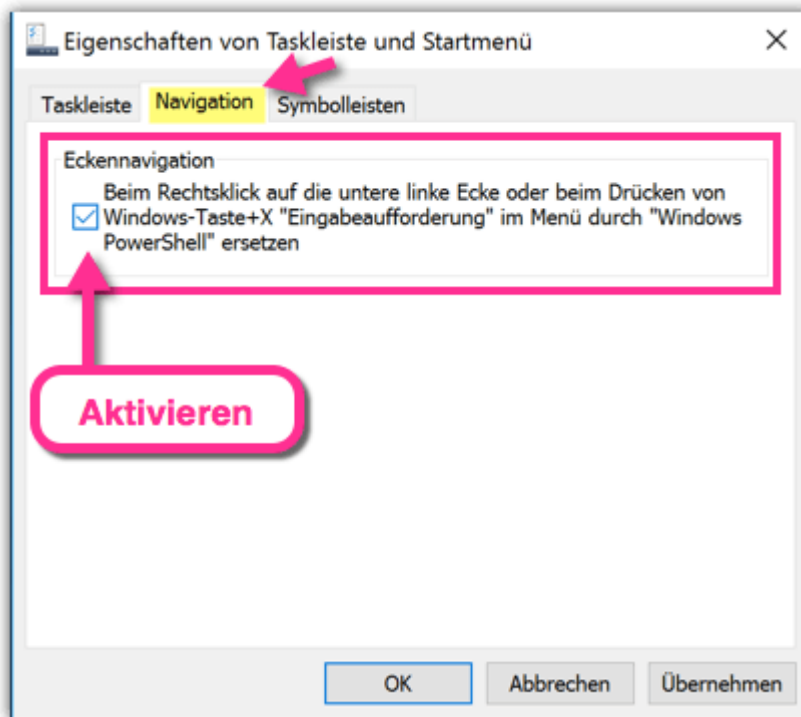 Eigenschaften von Taskleiste und Startmenü
Taskleiste Navigation Symbolleisten
Eckennavigation
Beim Rechtsklick auf die untere linke Ecke oder beim Drücken von
Windows-Taste+X "Eingabeaufforderung" im Menü durch "Windows
PowerShell" ersetzen
Aktivieren
OK Abbrechen Übernehmen